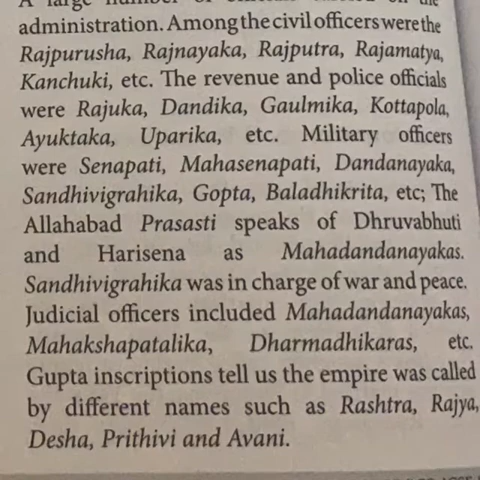 A large number of
administration. Among the civil officers were the
Rajpurusha, Rajnayaka, Rajputra, Rajamatya,
Kanchuki, etc. The revenue and police officials
were Rajuka, Dandika, Gaulmika, Kottapola,
Ayuktaka, Uparika, etc. Military officers
were Senapati, Mahasenapati, Dandanayaka,
Sandhivigrahika, Gopta, Baladhikrita, etc; The
Allahabad Prasasti speaks of Dhruvabhuti
and Harisena as Mahadandanayakas.
Sandhivigrahika was in charge of war and peace.
Judicial officers included Mahadandanayakas,
Mahakshapatalika, Dharmadhikaras, etc.
Gupta inscriptions tell us the empire was called
by different names such as Rashtra, Rajya,
Desha, Prithivi and Avani.